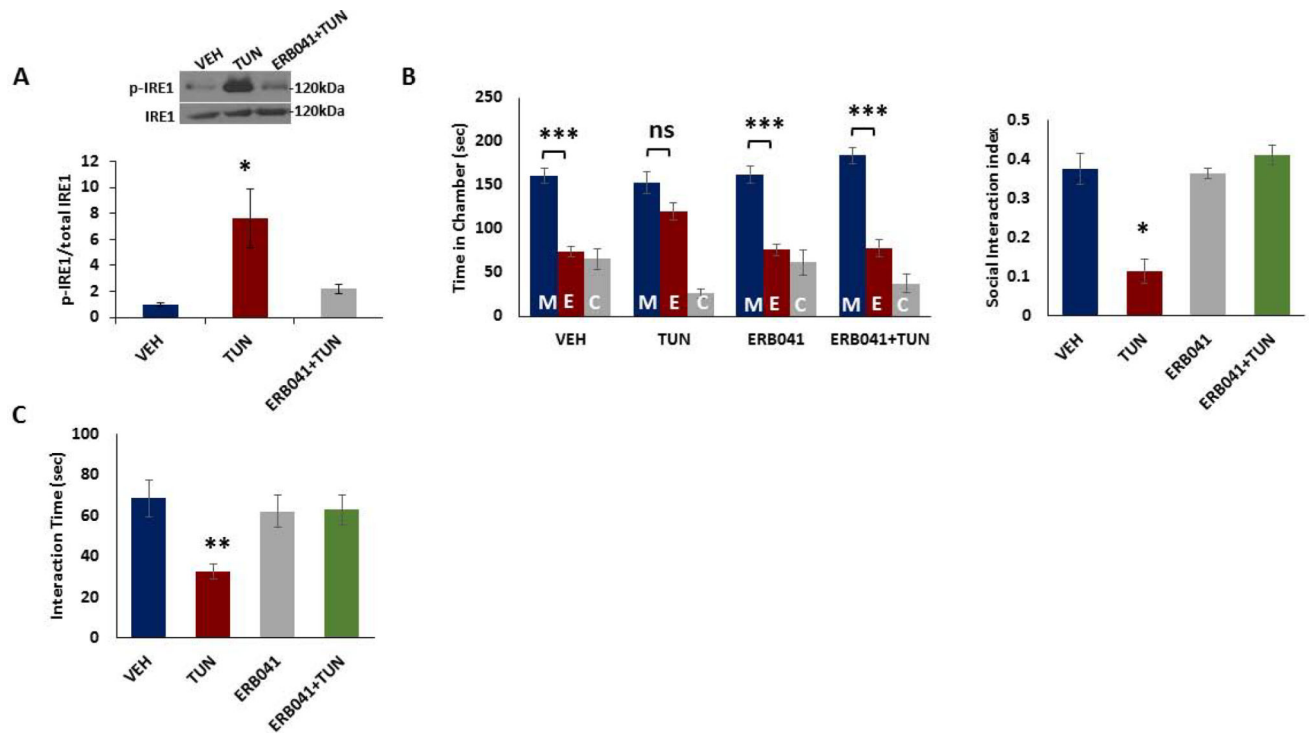 A
VEH TUN ERB041+TUN
p-IRE1 -120kDa
IRE1 -120kDa
p-IRE1/total IRE1
12
10
8
6
4
2
0
*
VEH TUN ERB041+TUN
B
Time in Chamber (sec)
250
200
150
100
50
0
*** ns *** ***
M E C M E C M E C M E C
VEH TUN ERB041 ERB041+TUN
Social Interaction index
0.5
0.4
0.3
0.2
0.1
0
*
VEH TUN ERB041 ERB041+TUN
C
Interaction Time (sec)
100
80
60
40
20
0
**
VEH TUN ERB041 ERB041+TUN